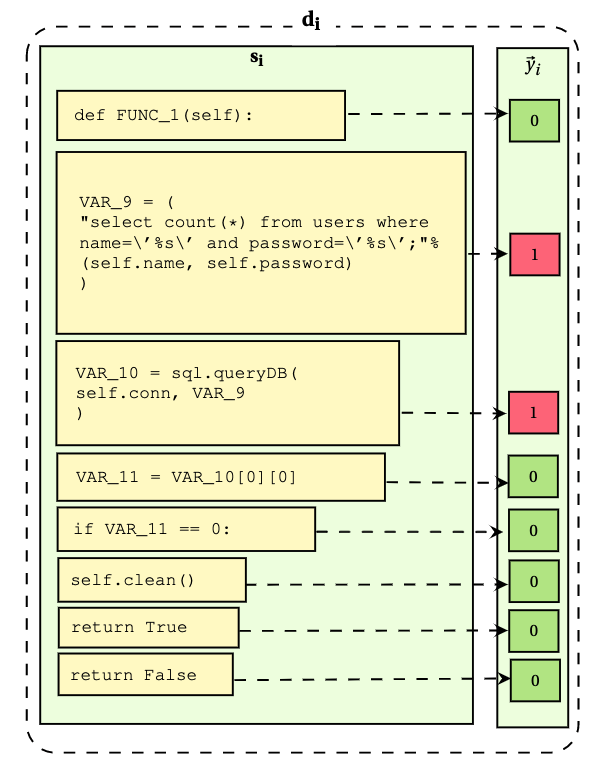 dᵢ
sᵢ
y⃗ᵢ
def FUNC_1(self):
0
VAR_9 = (
"select count(*) from users where
name=\’%s\’ and password=\’%s\’;"%
(self.name, self.password)
)
1
VAR_10 = sql.queryDB(
self.conn, VAR_9
)
1
VAR_11 = VAR_10[0][0]
0
if VAR_11 == 0:
0
self.clean()
0
return True
0
return False
0